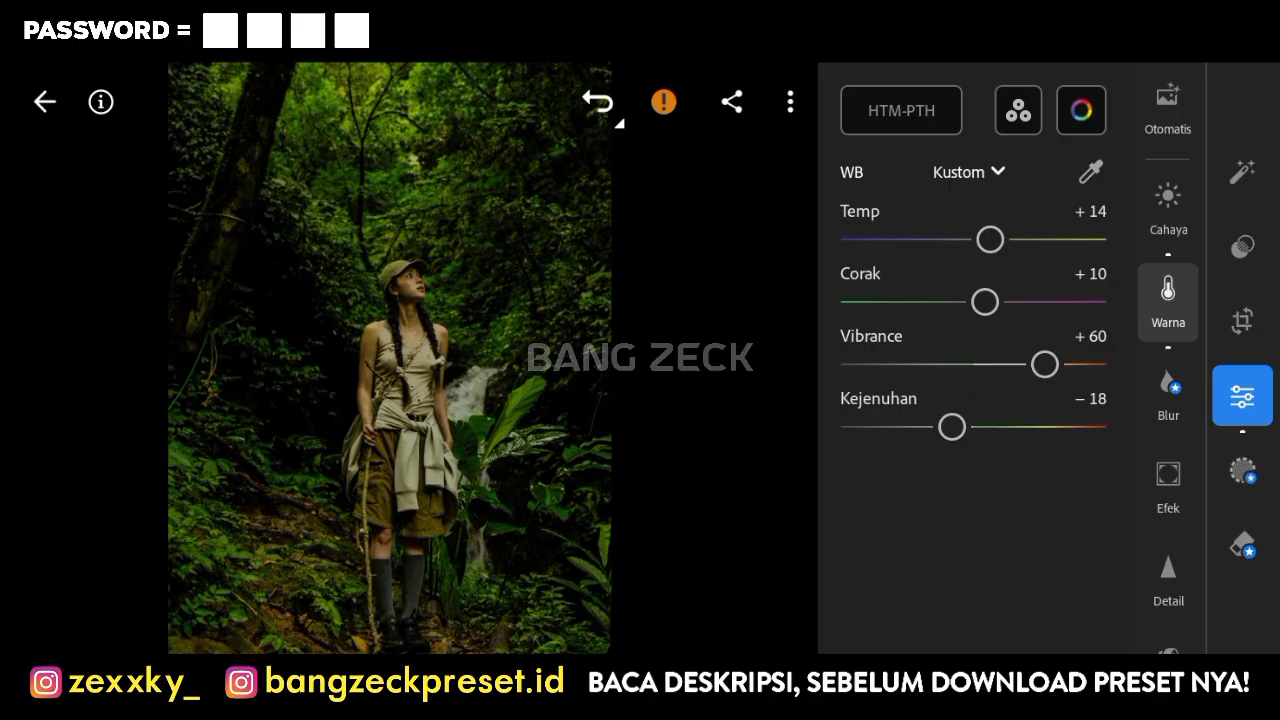 PASSWORD =
HTM-PTH
Otomatis
WB Kustom
Temp + 14
Cahaya
Corak + 10
Warna
Vibrance + 60
BANG ZECK
Kejenuhan − 18
Blur
Efek
Detail
zexxky_ bangzeckpreset.id BACA DESKRIPSI, SEBELUM DOWNLOAD PRESET NYA!